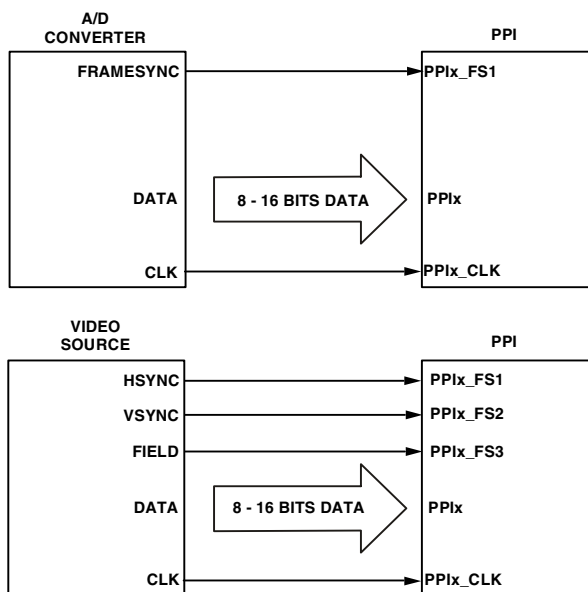 A/D
CONVERTER
PPI
FRAMESYNC
PPIx_FS1
DATA
8 - 16 BITS DATA
PPIx
CLK
PPIx_CLK
VIDEO
SOURCE
PPI
HSYNC
PPIx_FS1
VSYNC
PPIx_FS2
FIELD
PPIx_FS3
DATA
8 - 16 BITS DATA
PPIx
CLK
PPIx_CLK